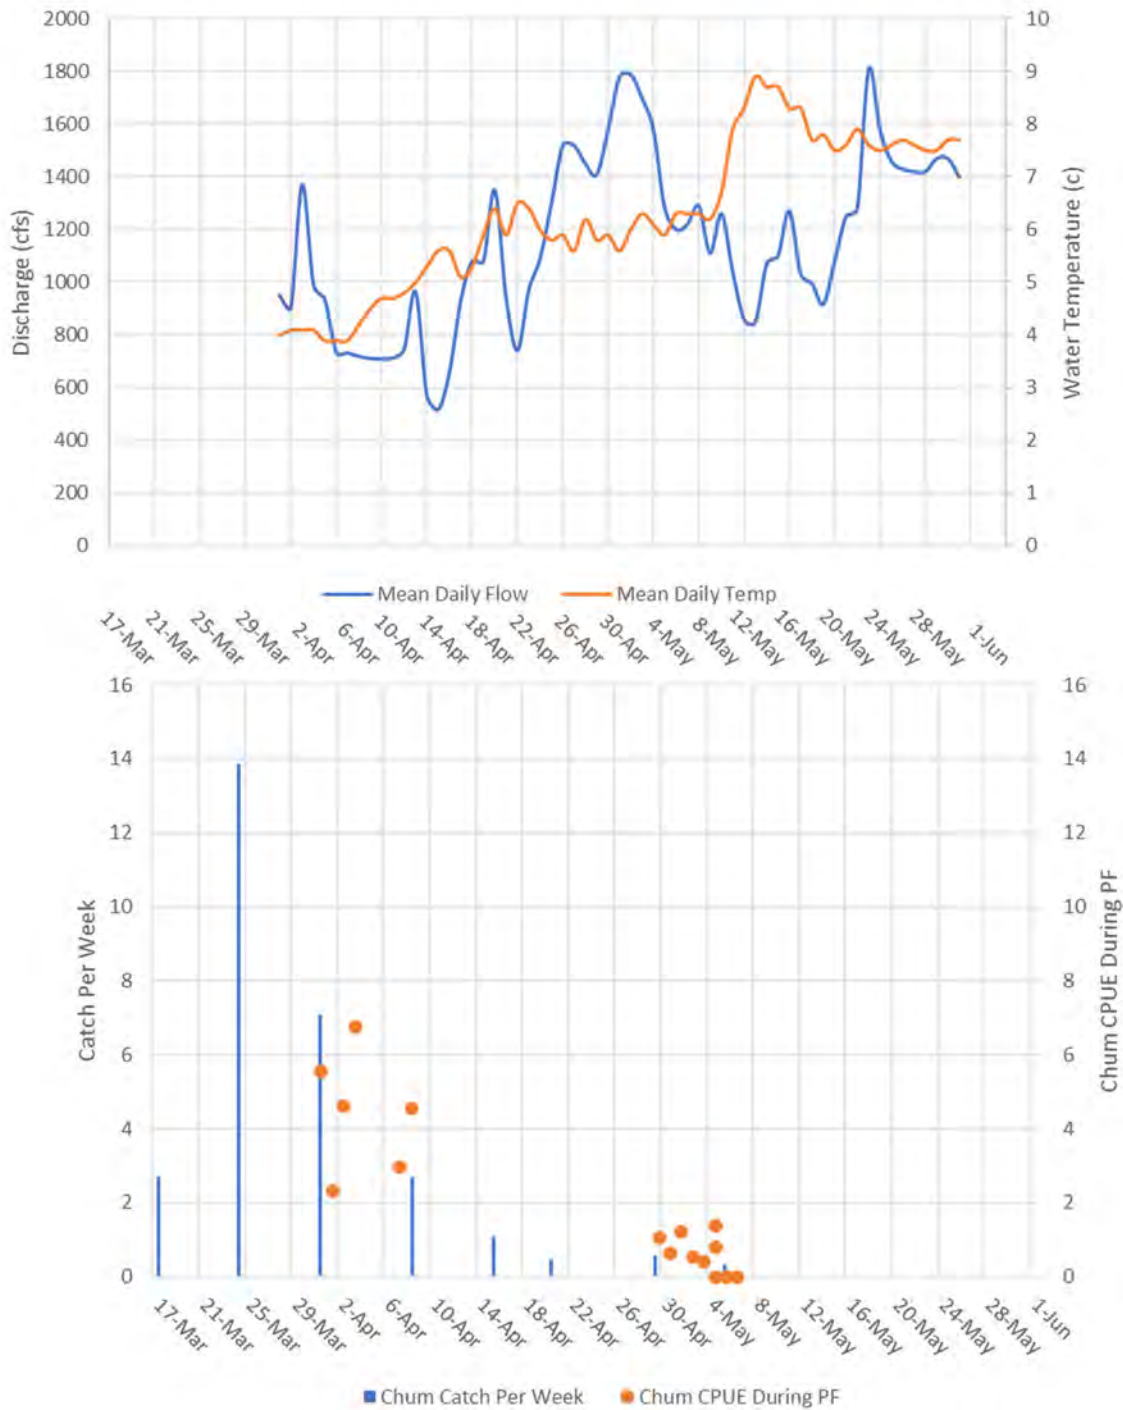 2000
1800
1600
1400
1200
1000
800
600
400
200
0
Discharge (cfs)
10
9
8
7
6
5
4
3
2
1
0
Water Temperature (c)
Mean Daily Flow
Mean Daily Temp
17-Mar
21-Mar
25-Mar
29-Mar
2-Apr
6-Apr
10-Apr
14-Apr
18-Apr
22-Apr
26-Apr
30-Apr
4-May
8-May
12-May
16-May
20-May
24-May
28-May
1-Jun
16
14
12
10
8
6
4
2
0
Catch Per Week
16
14
12
10
8
6
4
2
0
Chum CPUE During PF
17-Mar
21-Mar
25-Mar
29-Mar
2-Apr
6-Apr
10-Apr
14-Apr
18-Apr
22-Apr
26-Apr
30-Apr
4-May
8-May
12-May
16-May
20-May
24-May
28-May
1-Jun
Chum Catch Per Week
Chum CPUE During PF